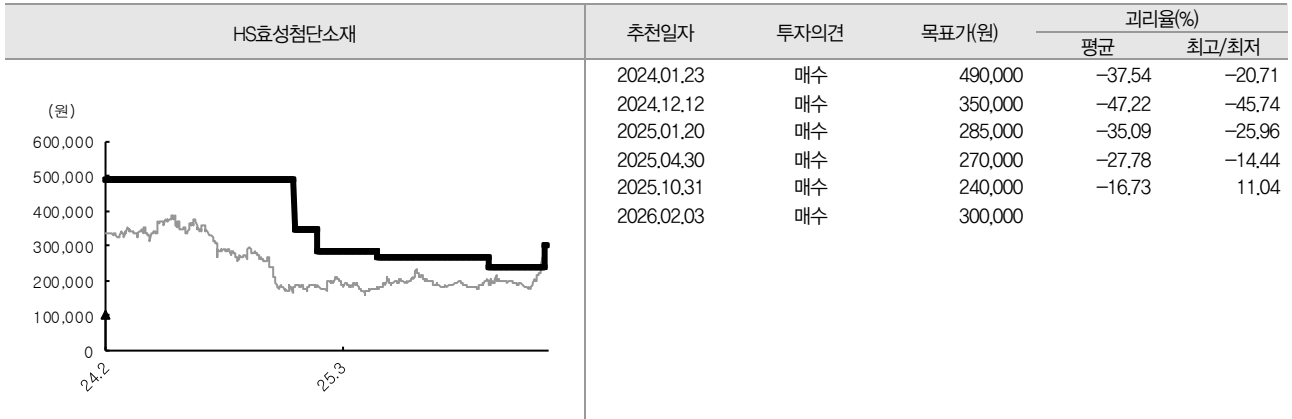 HS효성첨단소재 추천일자 투자의견 목표가(원) 괴리율(%)
평균 최고/최저
2024.01.23 매수 490,000 -37.54 -20.71
2024.12.12 매수 350,000 -47.22 -45.74
2025.01.20 매수 285,000 -35.09 -25.96
2025.04.30 매수 270,000 -27.78 -14.44
2025.10.31 매수 240,000 -16.73 11.04
2026.02.03 매수 300,000
(원)
600,000
500,000
400,000
300,000
200,000
100,000
0
24.2
25.3